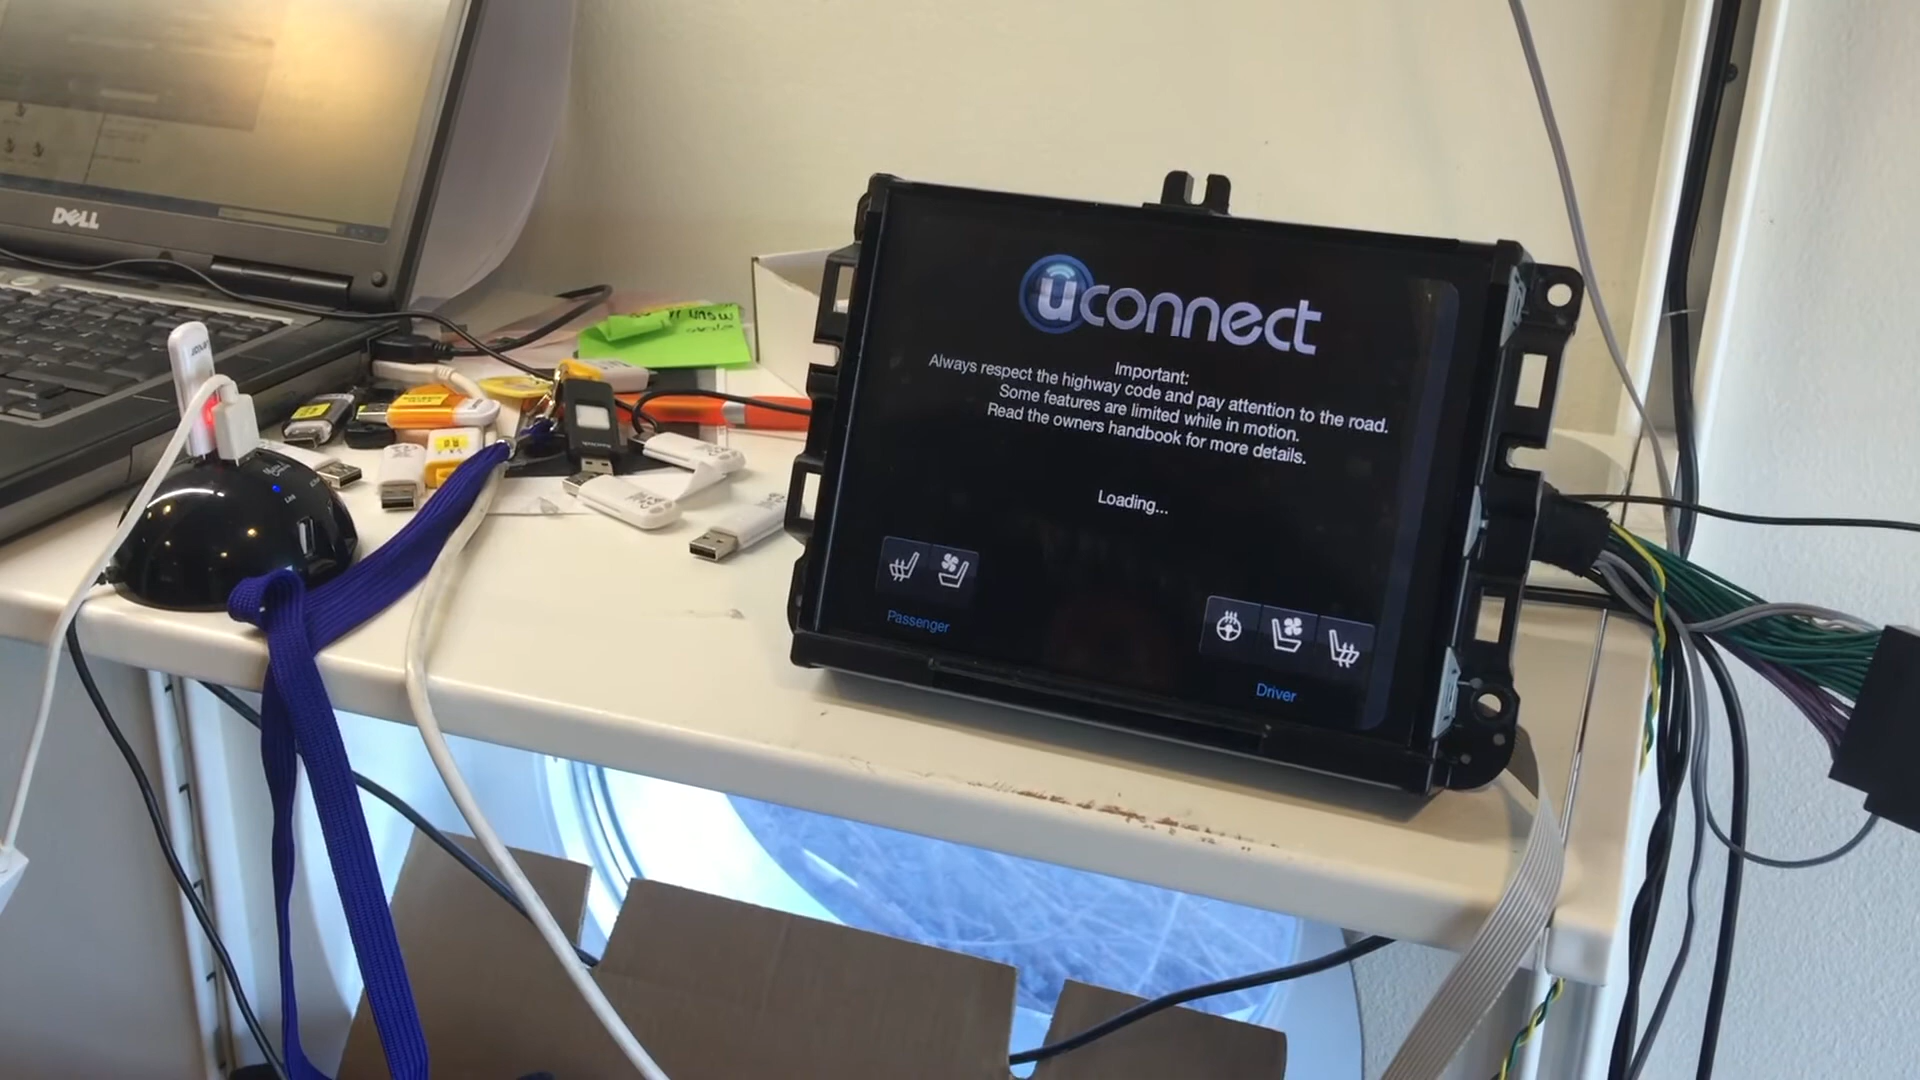 DELL
uconnect
Important:
Always respect the highway code and pay attention to the road.
Some features are limited while in motion.
Read the owners handbook for more details.
Loading...
Passenger
Driver